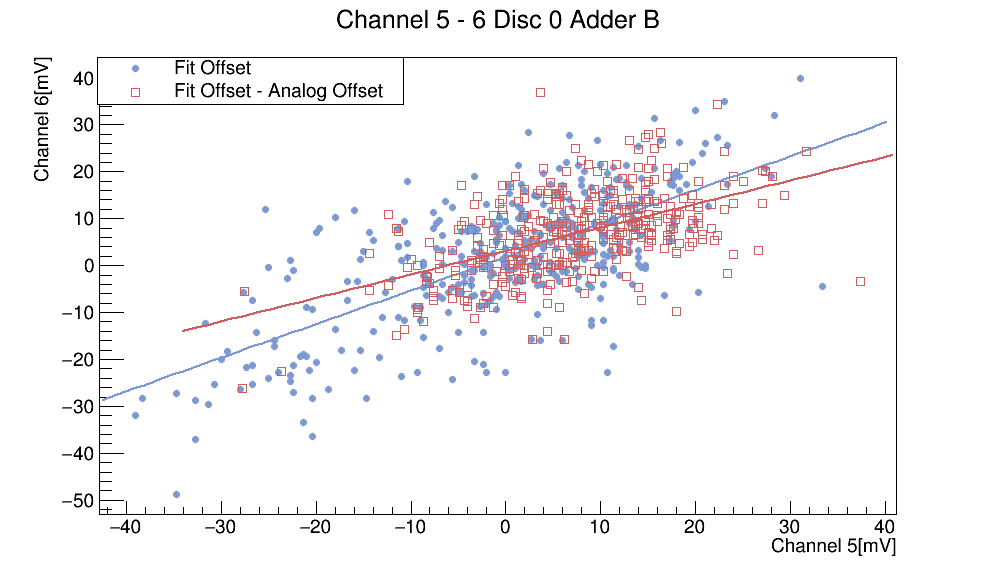 Channel 5 - 6 Disc 0 Adder B
Channel 6[mV]
Fit Offset
Fit Offset - Analog Offset
40
30
20
10
0
−10
−20
−30
−40
−50
−40 −30 −20 −10 0 10 20 30 40
Channel 5[mV]